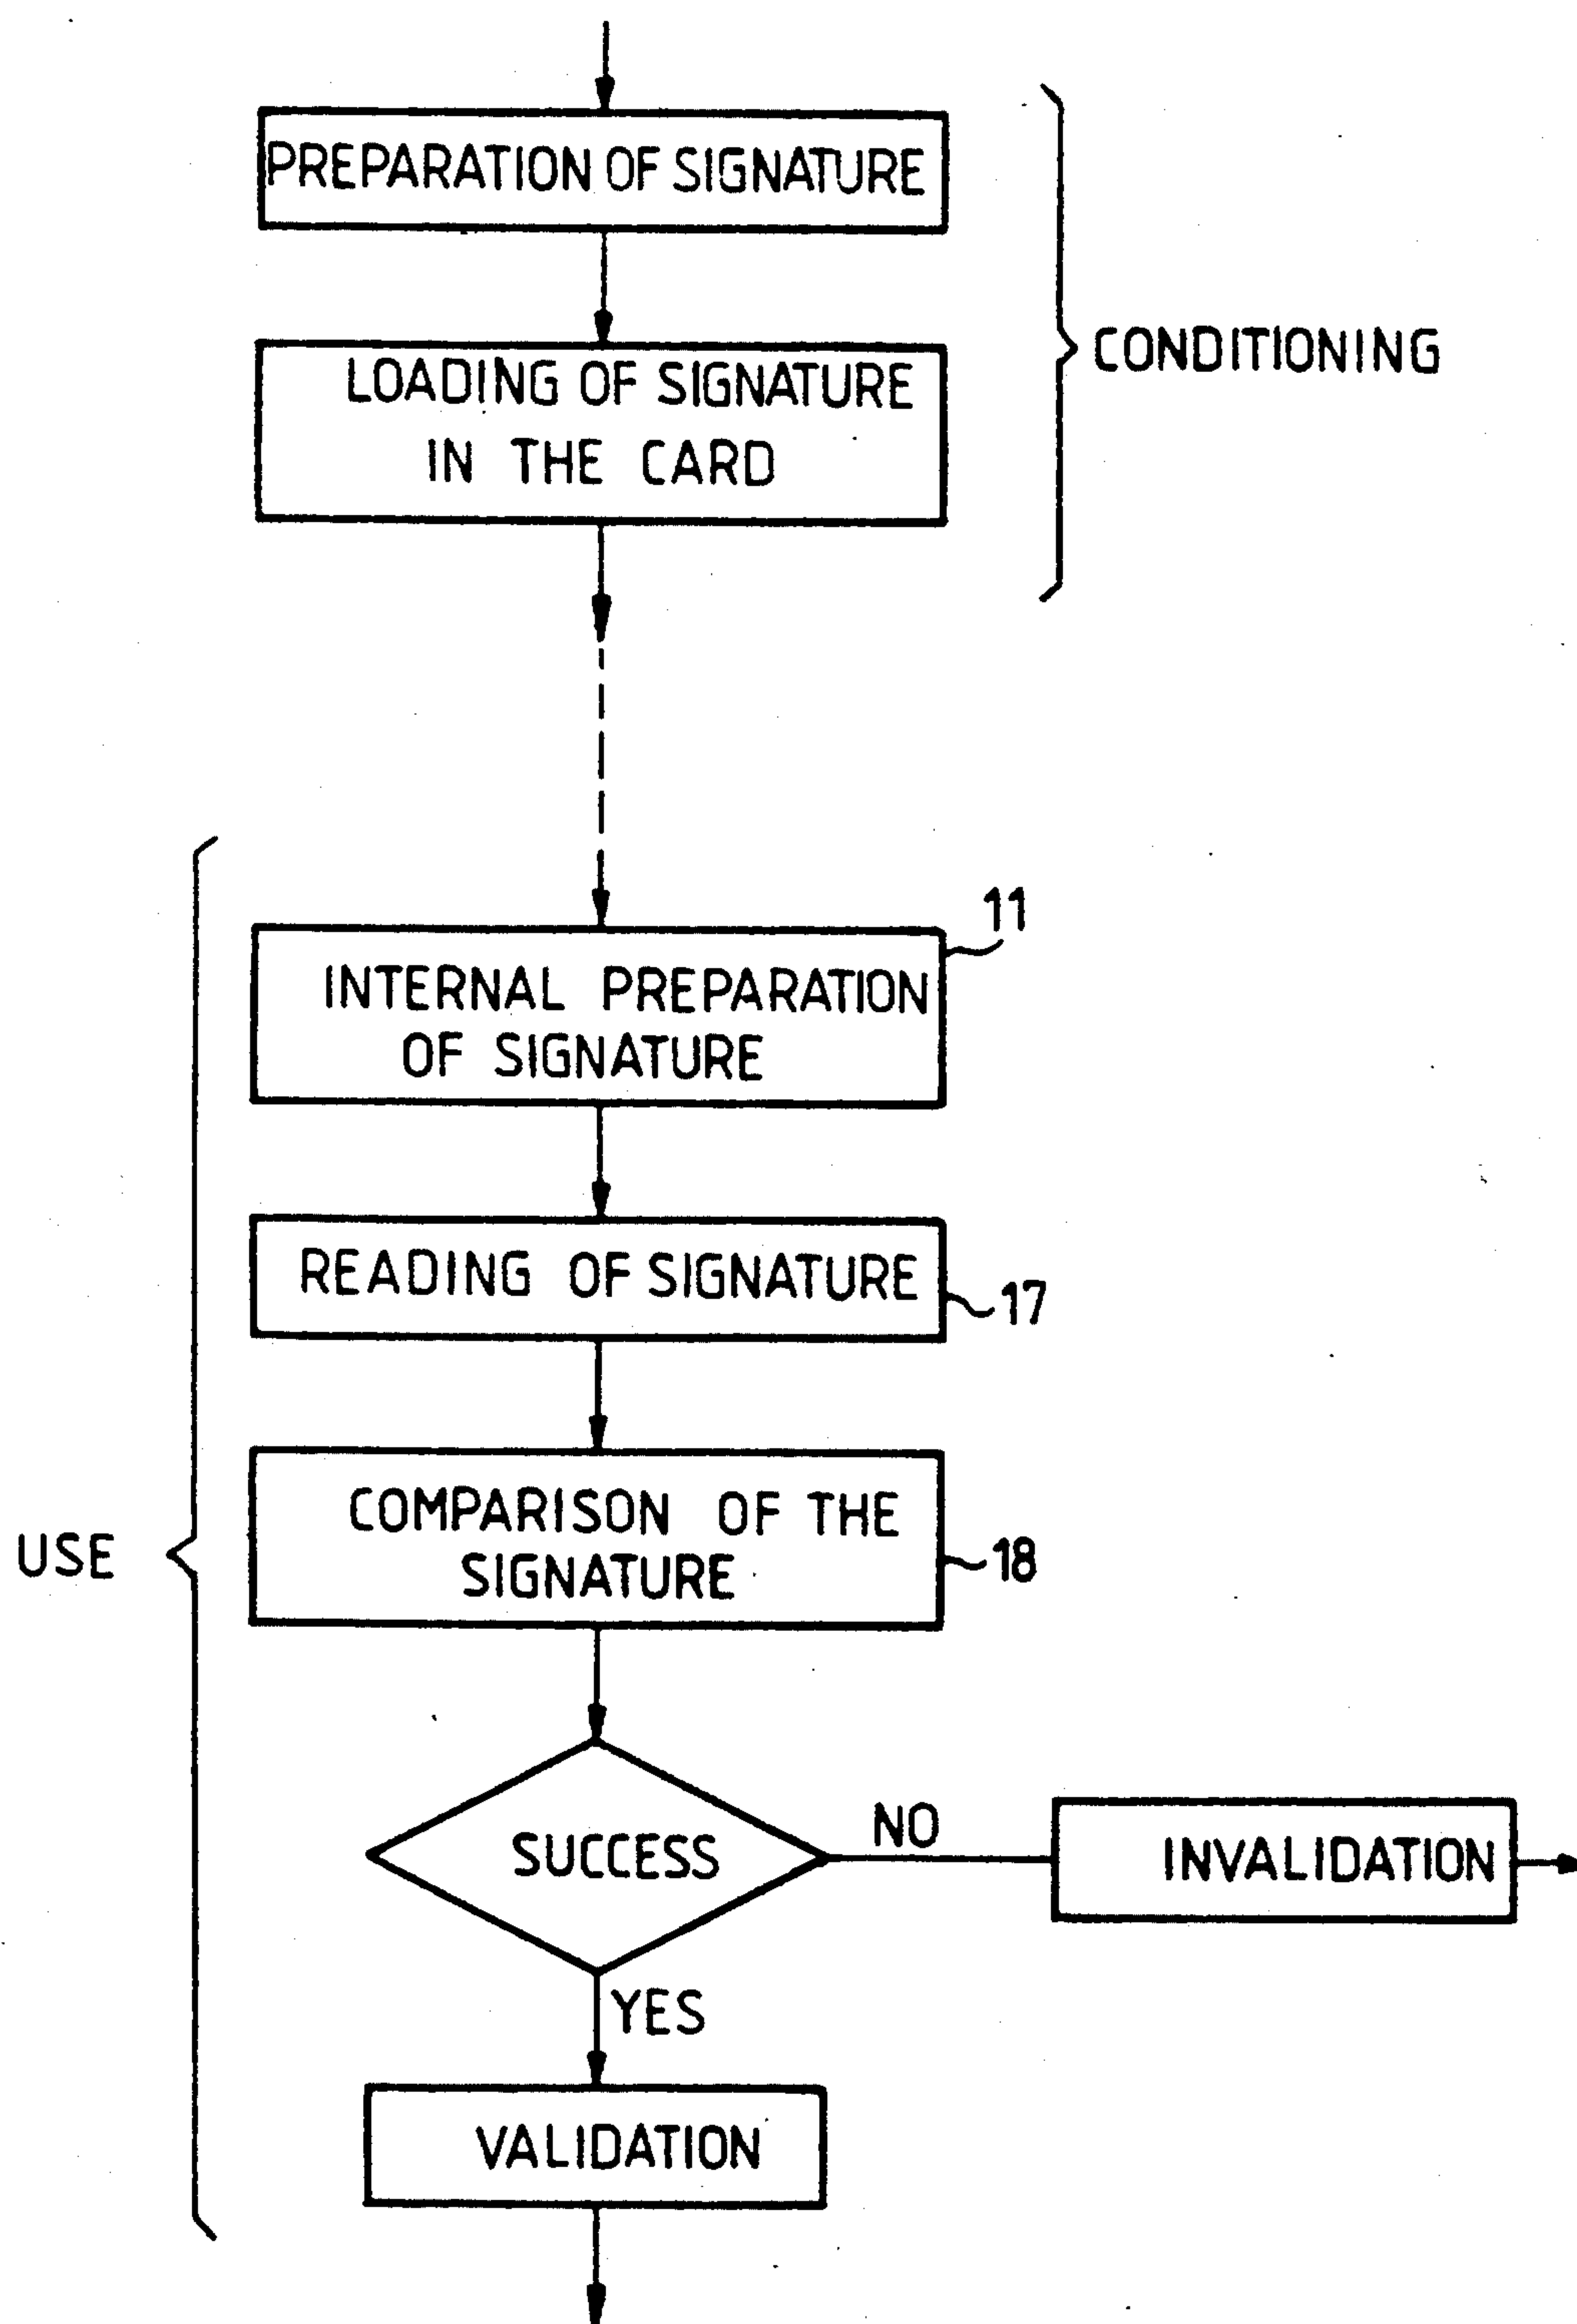 PREPARATION OF SIGNATURE
LOADING OF SIGNATURE
IN THE CARD
CONDITIONING
11
INTERNAL PREPARATION
OF SIGNATURE
READING OF SIGNATURE
17
COMPARISON OF THE
SIGNATURE
18
USE
SUCCESS
NO
INVALIDATION
YES
VALIDATION